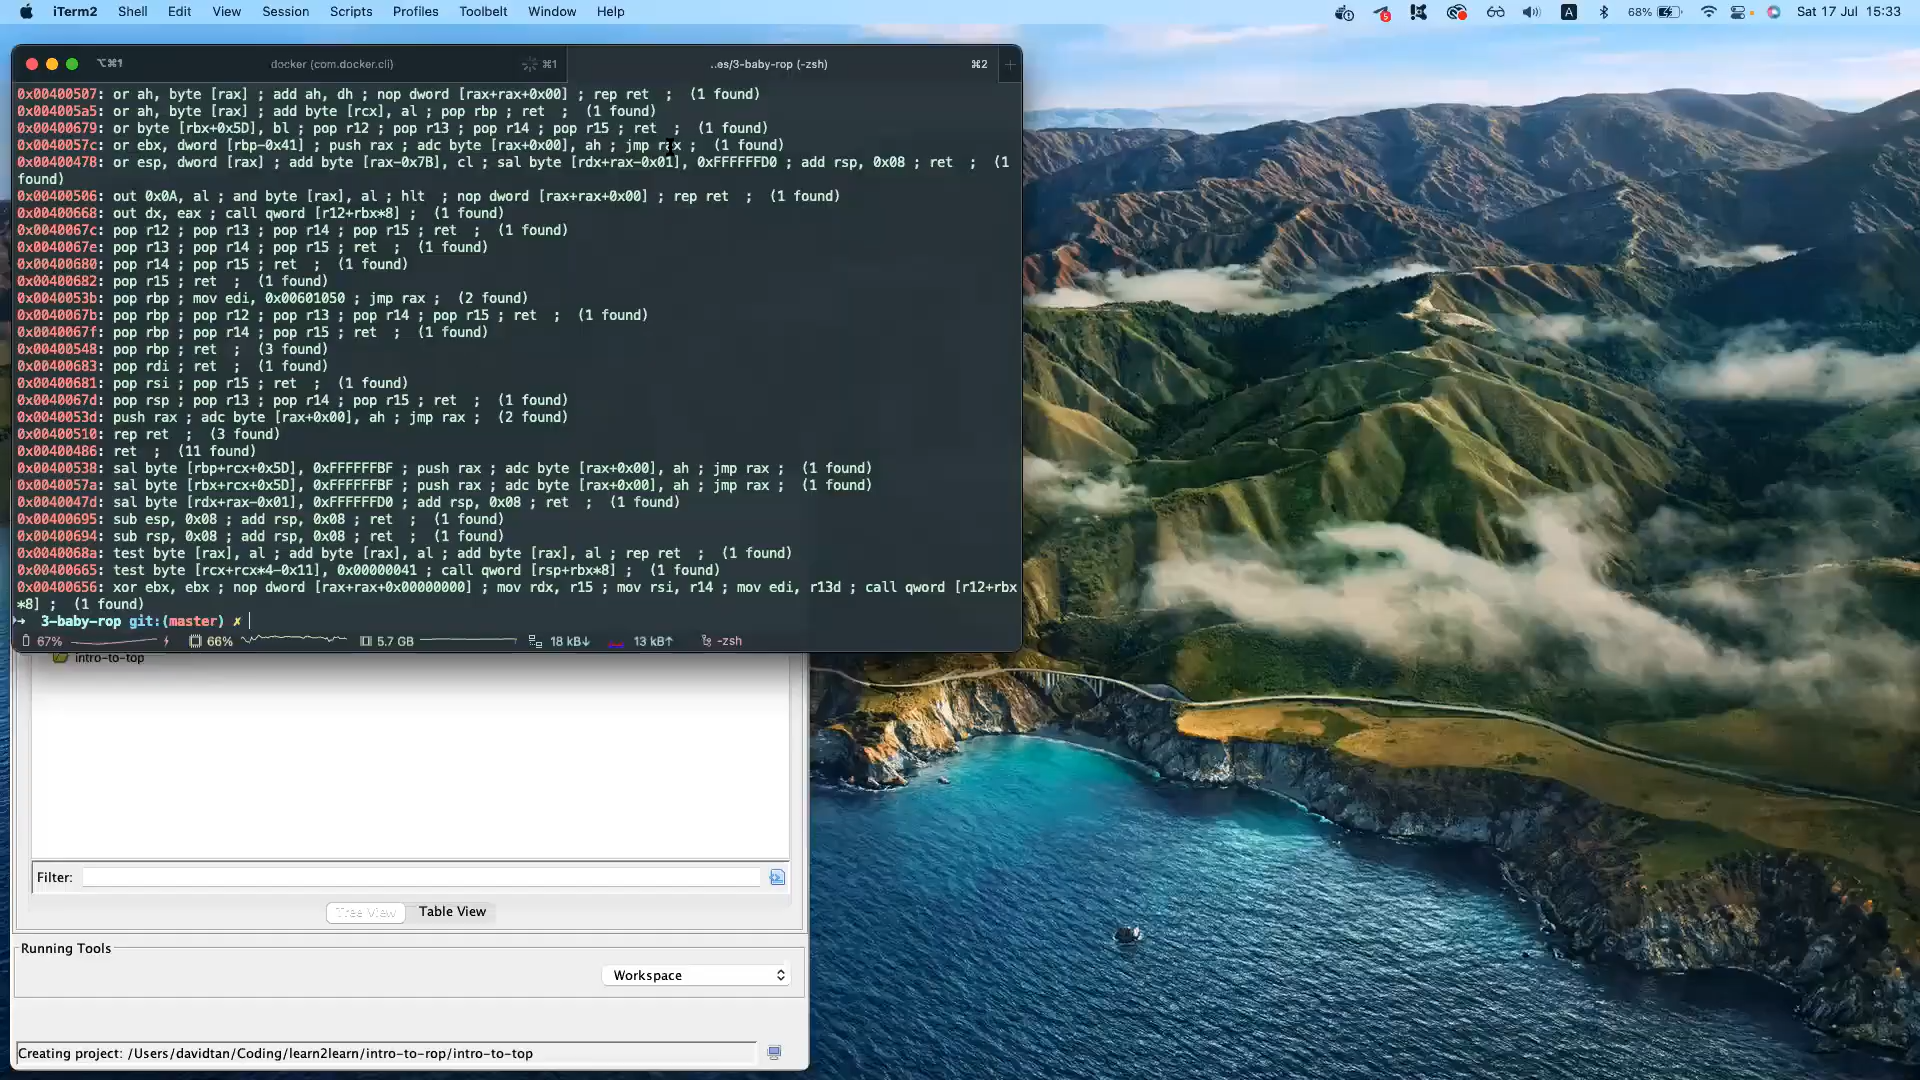 iTerm2 Shell Edit View Session Scripts Profiles Toolbelt Window Help 5 A 68% Sat 17 Jul 15:33
⌥⌘1 docker (com.docker.cli) ⌘1 ..es/3-baby-rop (-zsh) ⌘2 +
0x00400507: or ah, byte [rax] ; add ah, dh ; nop dword [rax+rax+0x00] ; rep ret  ;  (1 found)
0x004005a5: or ah, byte [rax] ; add byte [rcx], al ; pop rbp ; ret  ;  (1 found)
0x00400679: or byte [rbx+0x5D], bl ; pop r12 ; pop r13 ; pop r14 ; pop r15 ; ret  ;  (1 found)
0x0040057c: or ebx, dword [rbp-0x41] ; push rax ; adc byte [rax+0x00], ah ; jmp rax ;  (1 found)
0x00400478: or esp, dword [rax] ; add byte [rax-0x7B], cl ; sal byte [rdx+rax-0x01], 0xFFFFFFD0 ; add rsp, 0x08 ; ret  ;  (1
found)
0x00400506: out 0x0A, al ; and byte [rax], al ; hlt  ; nop dword [rax+rax+0x00] ; rep ret  ;  (1 found)
0x00400668: out dx, eax ; call qword [r12+rbx*8] ;  (1 found)
0x0040067c: pop r12 ; pop r13 ; pop r14 ; pop r15 ; ret  ;  (1 found)
0x0040067e: pop r13 ; pop r14 ; pop r15 ; ret  ;  (1 found)
0x00400680: pop r14 ; pop r15 ; ret  ;  (1 found)
0x00400682: pop r15 ; ret  ;  (1 found)
0x0040053b: pop rbp ; mov edi, 0x00601050 ; jmp rax ;  (2 found)
0x0040067b: pop rbp ; pop r12 ; pop r13 ; pop r14 ; pop r15 ; ret  ;  (1 found)
0x0040067f: pop rbp ; pop r14 ; pop r15 ; ret  ;  (1 found)
0x00400548: pop rbp ; ret  ;  (3 found)
0x00400683: pop rdi ; ret  ;  (1 found)
0x00400681: pop rsi ; pop r15 ; ret  ;  (1 found)
0x0040067d: pop rsp ; pop r13 ; pop r14 ; pop r15 ; ret  ;  (1 found)
0x0040053d: push rax ; adc byte [rax+0x00], ah ; jmp rax ;  (2 found)
0x00400510: rep ret  ;  (3 found)
0x00400486: ret  ;  (11 found)
0x00400538: sal byte [rbp+rcx+0x5D], 0xFFFFFFBF ; push rax ; adc byte [rax+0x00], ah ; jmp rax ;  (1 found)
0x0040057a: sal byte [rbx+rcx+0x5D], 0xFFFFFFBF ; push rax ; adc byte [rax+0x00], ah ; jmp rax ;  (1 found)
0x0040047d: sal byte [rdx+rax-0x01], 0xFFFFFFD0 ; add rsp, 0x08 ; ret  ;  (1 found)
0x00400695: sub esp, 0x08 ; add rsp, 0x08 ; ret  ;  (1 found)
0x00400694: sub rsp, 0x08 ; add rsp, 0x08 ; ret  ;  (1 found)
0x0040068a: test byte [rax], al ; add byte [rax], al ; add byte [rax], al ; rep ret  ;  (1 found)
0x00400665: test byte [rcx+rcx*4-0x11], 0x00000041 ; call qword [rsp+rbx*8] ;  (1 found)
0x00400656: xor ebx, ebx ; nop dword [rax+rax+0x00000000] ; mov rdx, r15 ; mov rsi, r14 ; mov edi, r13d ; call qword [r12+rbx
*8] ;  (1 found)
➜  3-baby-rop git:(master) ✗
67% 66% 5.7 GB 18 kB↓ 13 kB↑ -zsh
intro-to-top
Filter:
Tree View Table View
Running Tools
Workspace
Creating project: /Users/davidtan/Coding/learn2learn/intro-to-rop/intro-to-top